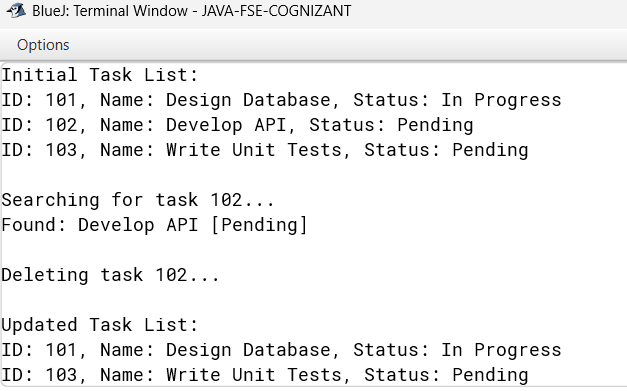 BlueJ: Terminal Window - JAVA-FSE-COGNIZANT
Options
Initial Task List:
ID: 101, Name: Design Database, Status: In Progress
ID: 102, Name: Develop API, Status: Pending
ID: 103, Name: Write Unit Tests, Status: Pending
Searching for task 102...
Found: Develop API [Pending]
Deleting task 102...
Updated Task List:
ID: 101, Name: Design Database, Status: In Progress
ID: 103, Name: Write Unit Tests, Status: Pending